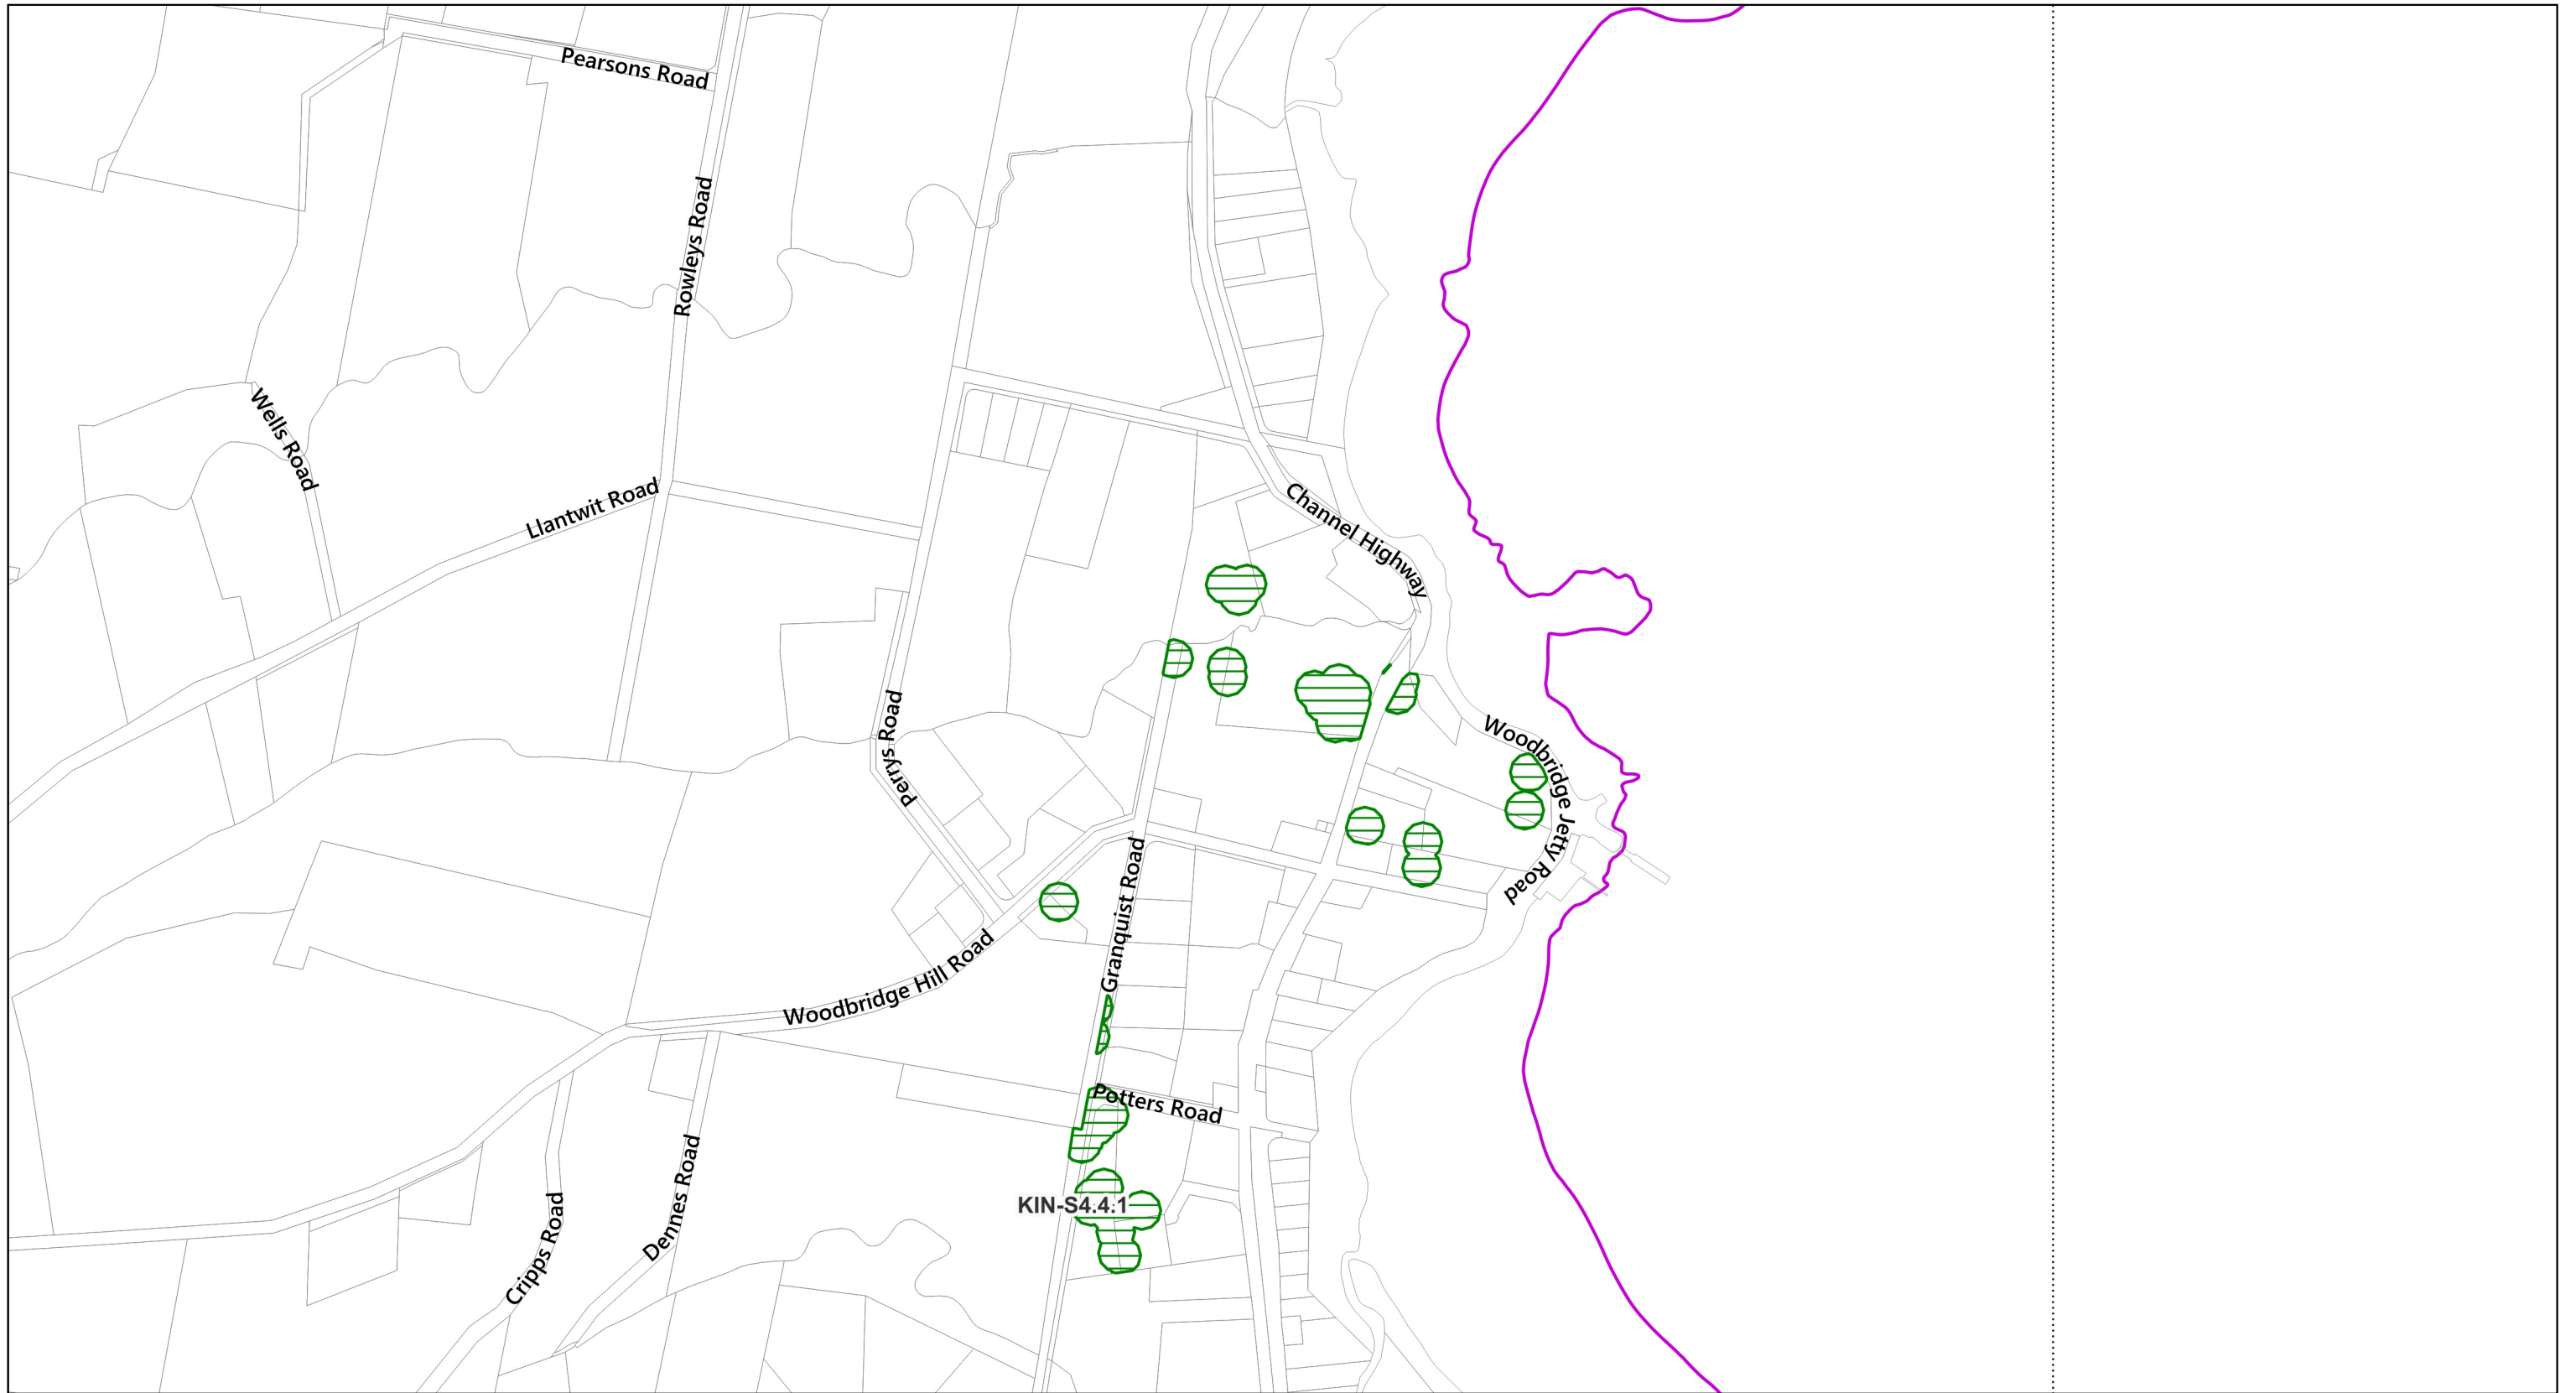 Pearsons Road
Rowleys Road
Wells Road
Llantwit Road
Channel Highway
Perrys Road
Woodbridge Jetty Road
Granquist Road
Woodbridge Hill Road
Potters Road
Dennes Road
Cripps Road
KIN-S4.4.1